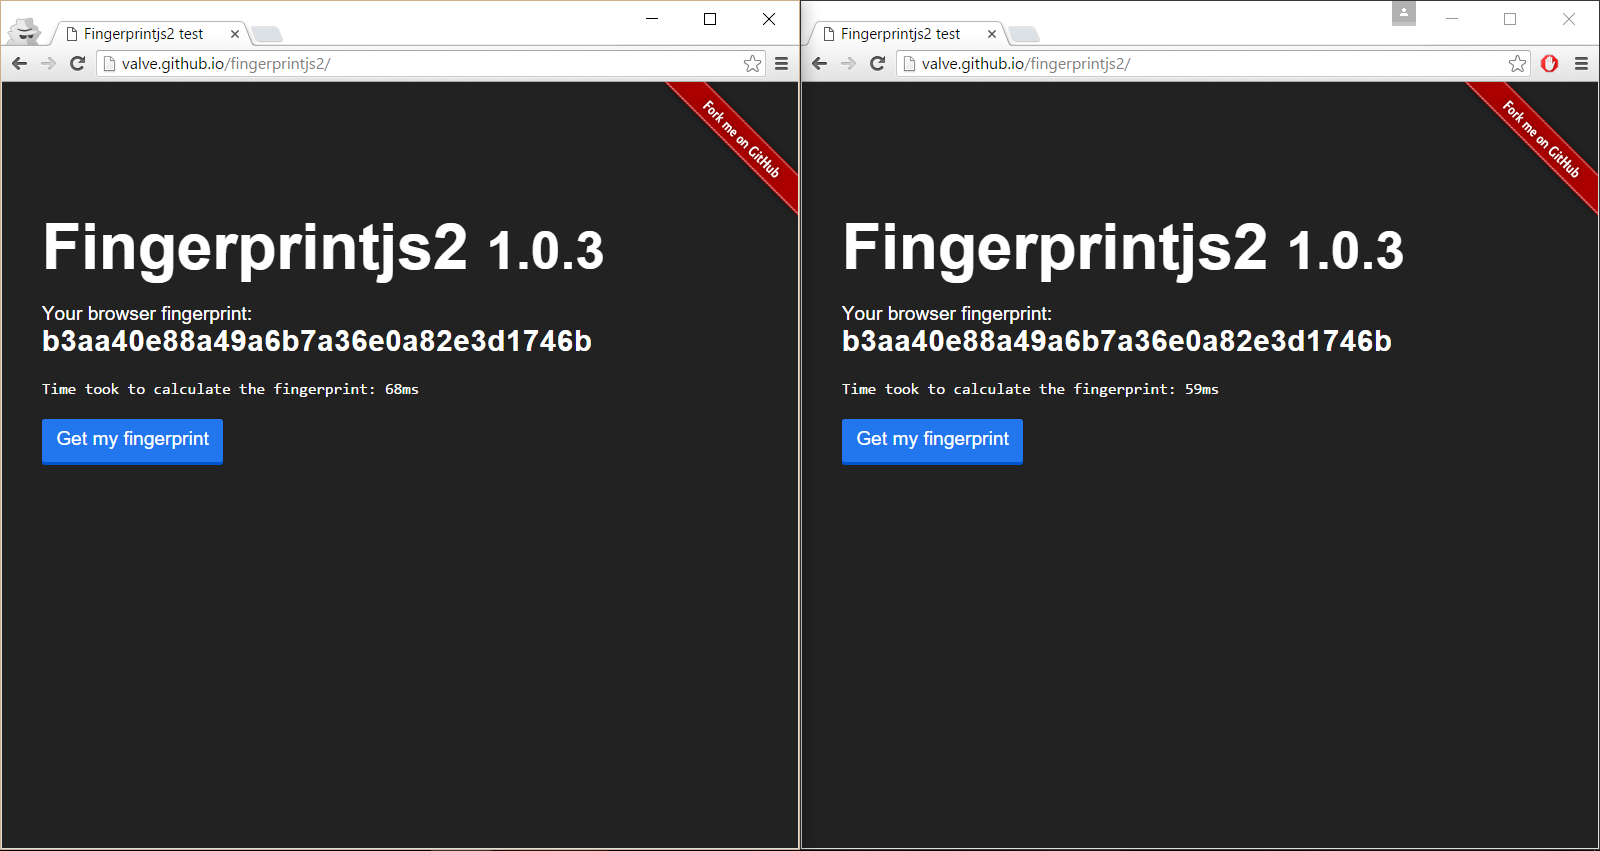 Fingerprintjs2 test
valve.github.io/fingerprintjs2/
Fork me on GitHub
Fingerprintjs2 1.0.3
Your browser fingerprint:
b3aa40e88a49a6b7a36e0a82e3d1746b
Time took to calculate the fingerprint: 68ms
Get my fingerprint
Fingerprintjs2 test
valve.github.io/fingerprintjs2/
Fork me on GitHub
Fingerprintjs2 1.0.3
Your browser fingerprint:
b3aa40e88a49a6b7a36e0a82e3d1746b
Time took to calculate the fingerprint: 59ms
Get my fingerprint